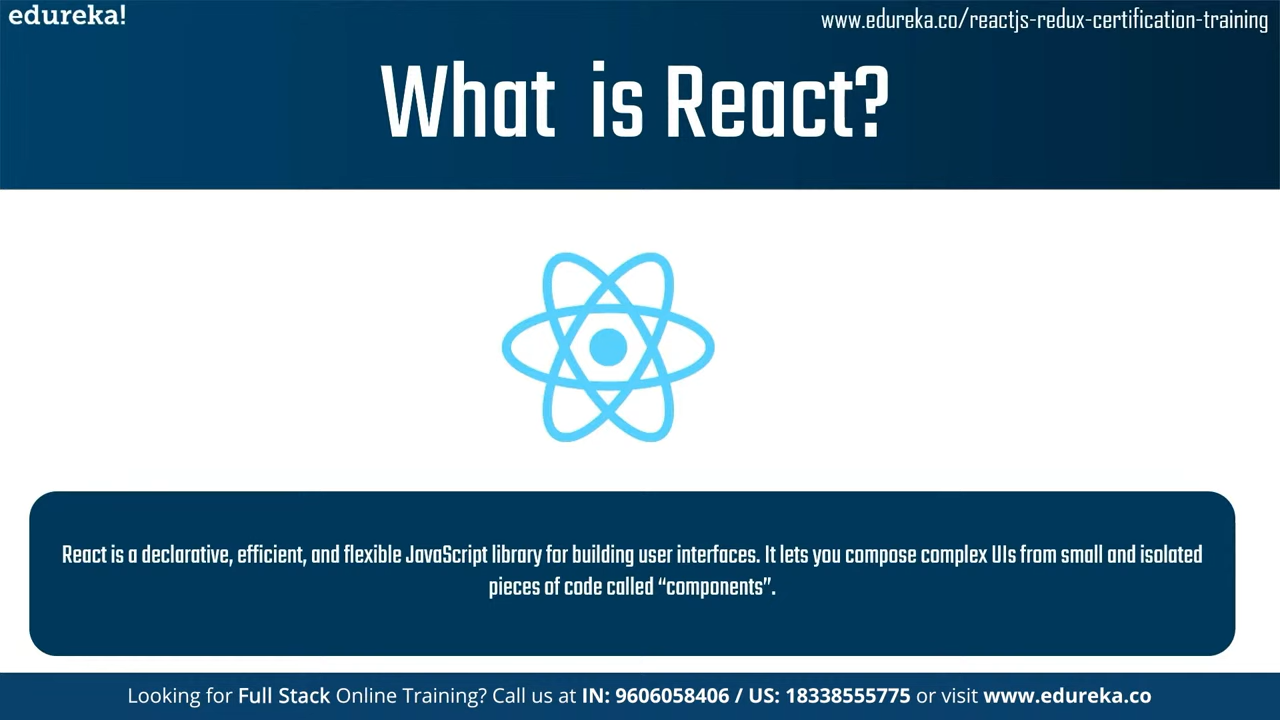 edureka!
www.edureka.co/reactjs-redux-certification-training
What is React?
React is a declarative, efficient, and flexible JavaScript library for building user interfaces. It lets you compose complex UIs from small and isolated
pieces of code called “components”.
Looking for Full Stack Online Training? Call us at IN: 9606058406 / US: 18338555775 or visit www.edureka.co